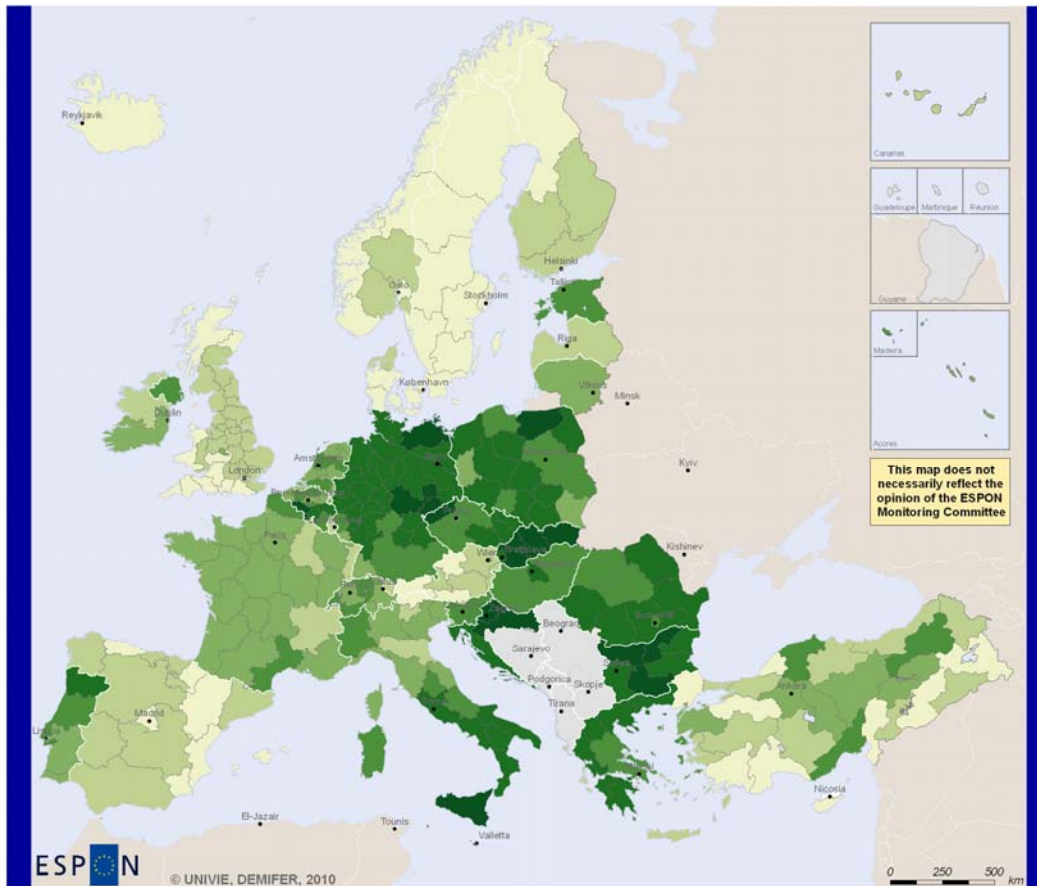 Reykjavik
Canarias
Guadeloupe
Martinique
Réunion
Guyane
Oslo
Helsinki
Tallinn
Stockholm
Riga
Madeira
København
Vilnius
Minsk
Dublin
Acores
London
Amsterdam
Kyiv
This map does not
necessarily reflect the
opinion of the ESPON
Monitoring Committee
Paris
Kishinev
Bratislava
Beograd
Sarajevo
Podgorica
Skopje
Tirana
Madrid
Ankara
Nicosia
El-Jazair
Tounis
Valletta
ESPON
© UNIVIE, DEMIFER, 2010
0 250 500
km